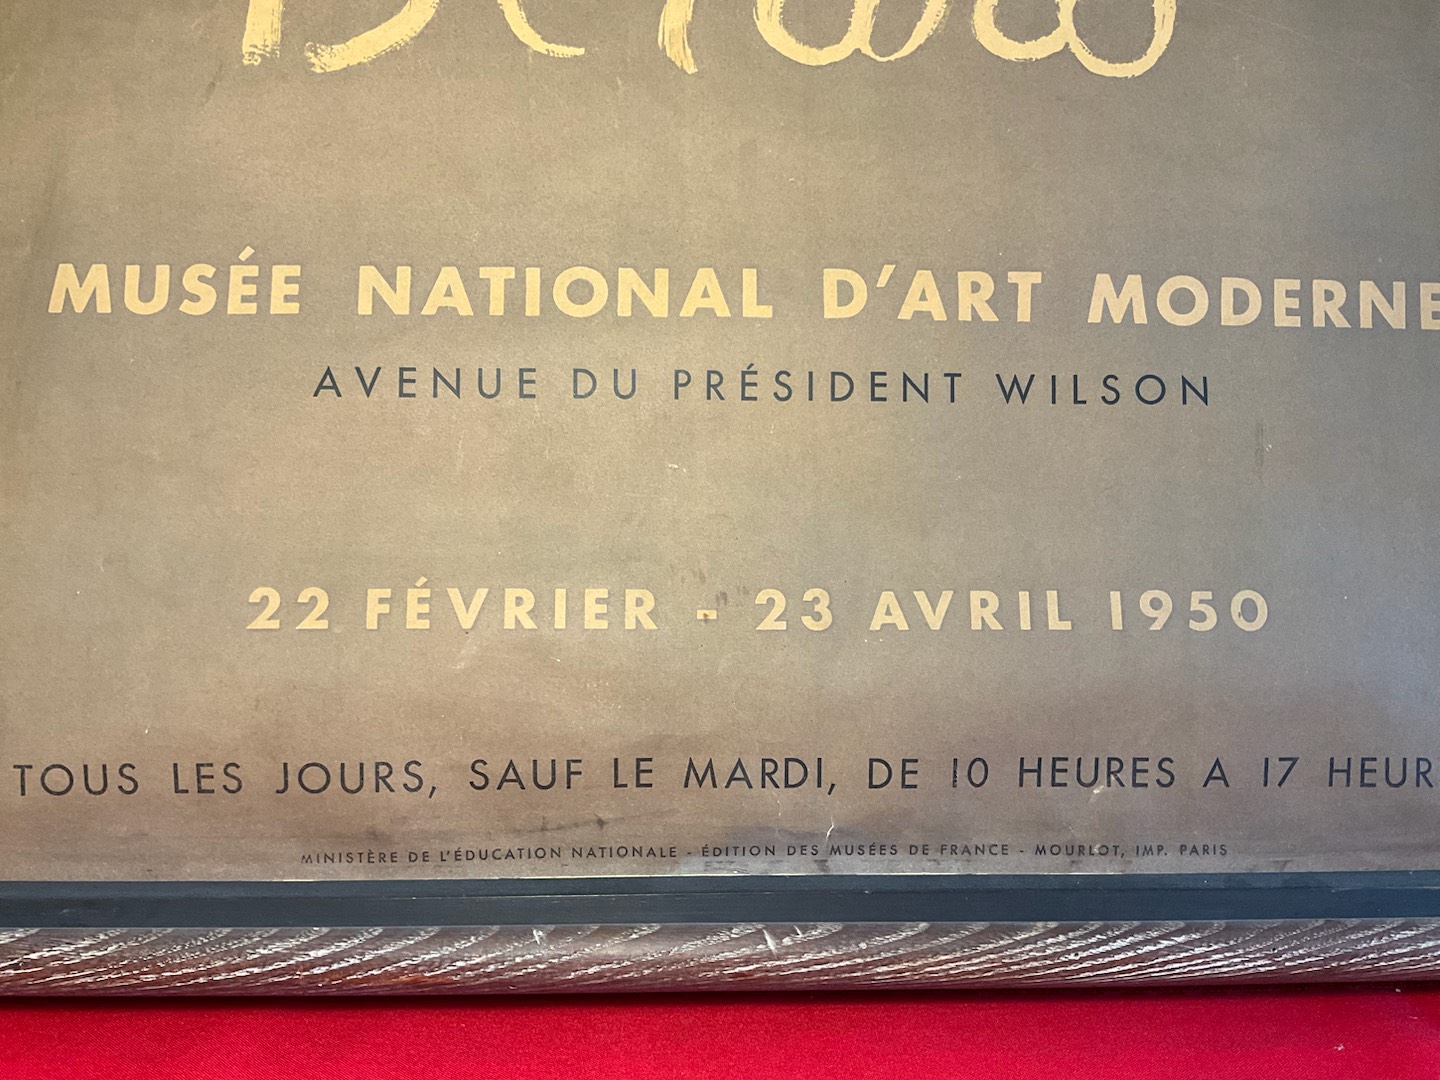 MUSÉE NATIONAL D'ART MODERNE
AVENUE DU PRÉSIDENT WILSON
22 FÉVRIER - 23 AVRIL 1950
TOUS LES JOURS, SAUF LE MARDI, DE 10 HEURES A 17 HEUR
MINISTÈRE DE L'ÉDUCATION NATIONALE - ÉDITION DES MUSÉES DE FRANCE - MOURLOT, IMP. PARIS